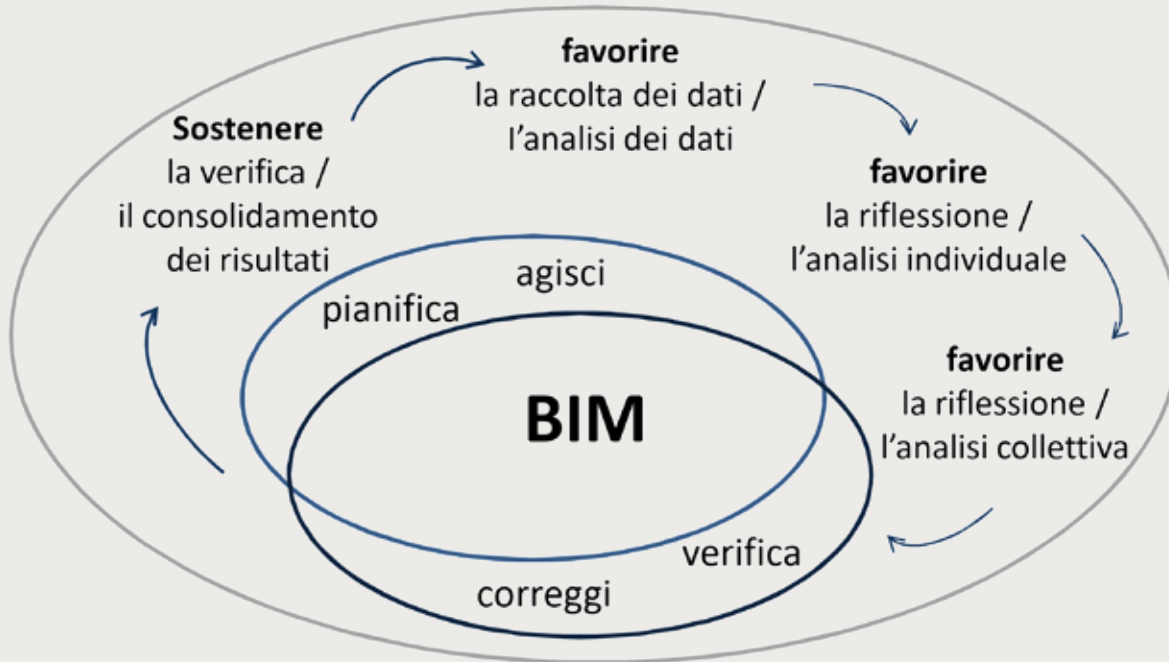 favorire
la raccolta dei dati /
l'analisi dei dati
Sostenere
la verifica /
il consolidamento
dei risultati
favorire
la riflessione /
l'analisi individuale
favorire
la riflessione /
l'analisi collettiva
agisci
pianifica
BIM
verifica
correggi